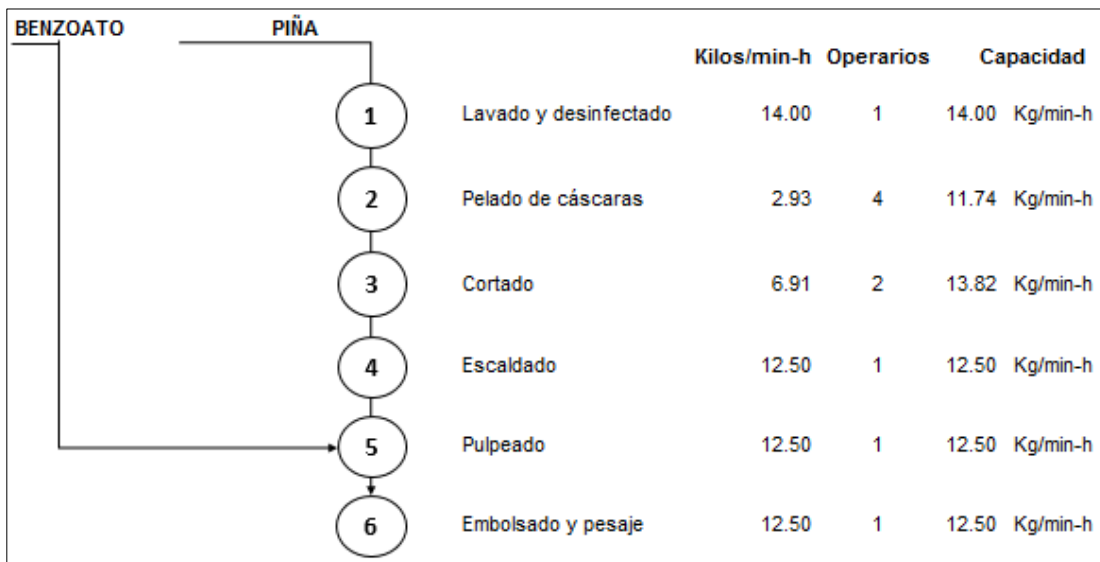 BENZOATO PIÑA
Kilos/min-h Operarios Capacidad
1 Lavado y desinfectado 14.00 1 14.00 Kg/min-h
2 Pelado de cáscaras 2.93 4 11.74 Kg/min-h
3 Cortado 6.91 2 13.82 Kg/min-h
4 Escaldado 12.50 1 12.50 Kg/min-h
5 Pulpeado 12.50 1 12.50 Kg/min-h
6 Embolsado y pesaje 12.50 1 12.50 Kg/min-h